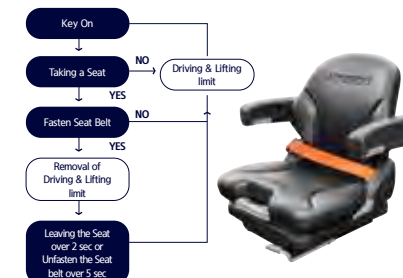 Key On
NO
Taking a Seat
Driving & Lifting
limit
YES
Fasten Seat Belt
NO
YES
Removal of
Driving & Lifting
limit
Leaving the Seat
over 2 sec or
Unfasten the Seat
belt over 5 sec